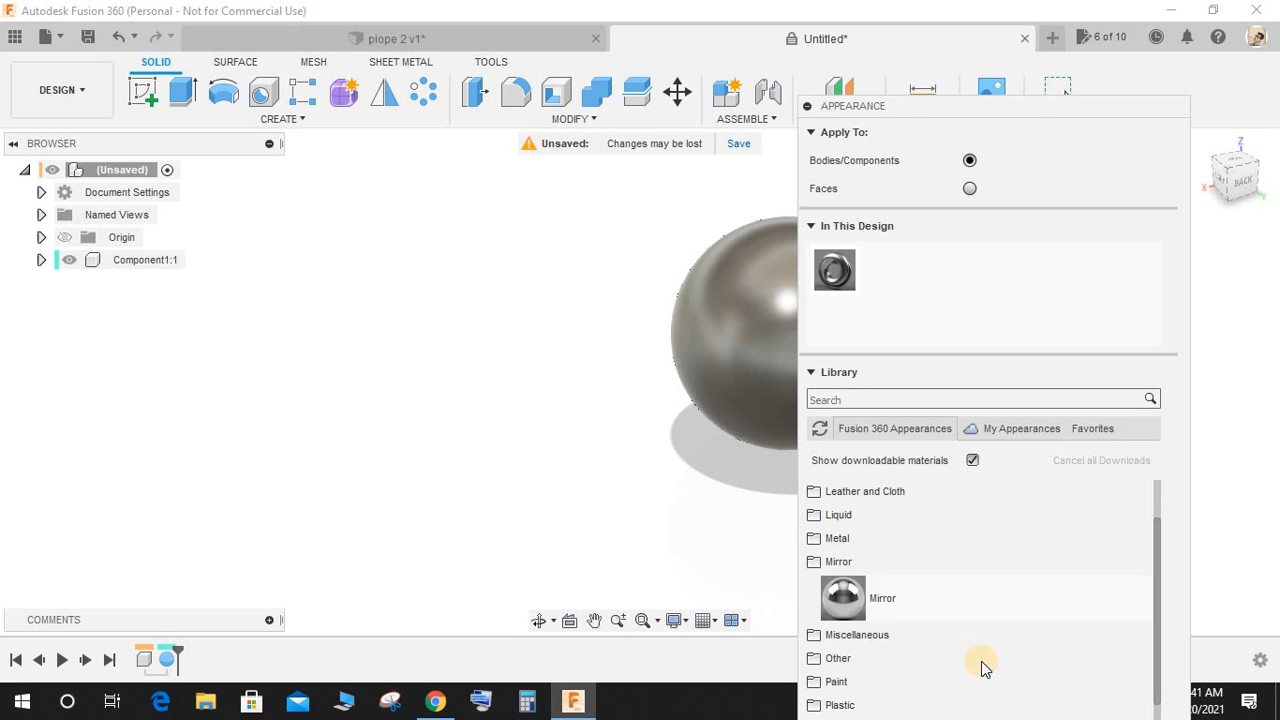 Autodesk Fusion 360 (Personal - Not for Commercial Use)
piope 2 v1*
Untitled*
6 of 10
SOLID SURFACE MESH SHEET METAL TOOLS
DESIGN
CREATE MODIFY ASSEMBLE
APPEARANCE
BROWSER
Unsaved: Changes may be lost Save
(Unsaved)
Document Settings
Named Views
Origin
Component1:1
Apply To:
Bodies/Components
Faces
In This Design
Library
Search
Fusion 360 Appearances My Appearances Favorites
Show downloadable materials Cancel all Downloads
Leather and Cloth
Liquid
Metal
Mirror
Mirror
Miscellaneous
Other
Paint
Plastic
Z
X
BACK
COMMENTS
:41 AM
20/2021